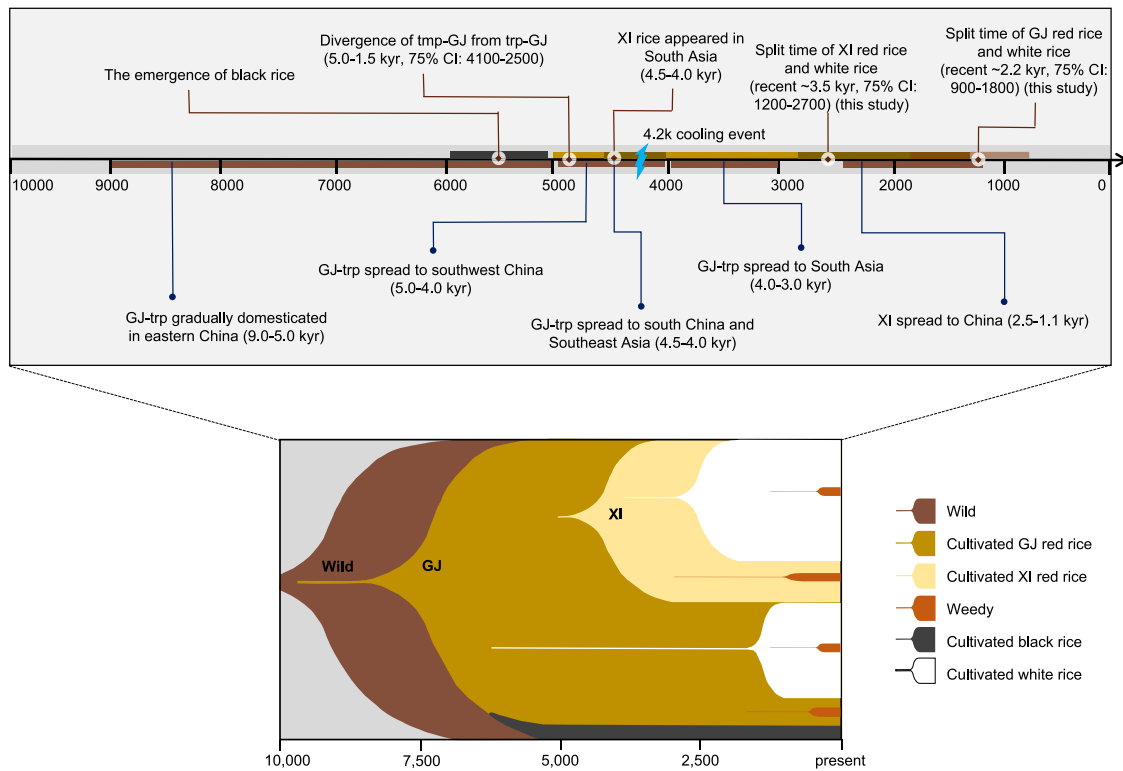 The emergence of black rice
Divergence of tmp-GJ from trp-GJ
(5.0-1.5 kyr, 75% CI: 4100-2500)
XI rice appeared in
South Asia
(4.5-4.0 kyr)
Split time of XI red rice
and white rice
(recent ~3.5 kyr, 75% CI:
1200-2700) (this study)
Split time of GJ red rice
and white rice
(recent ~2.2 kyr, 75% CI:
900-1800) (this study)
4.2k cooling event
10000 9000 8000 7000 6000 5000 4000 3000 2000 1000 0
GJ-trp gradually domesticated
in eastern China (9.0-5.0 kyr)
GJ-trp spread to southwest China
(5.0-4.0 kyr)
GJ-trp spread to south China and
Southeast Asia (4.5-4.0 kyr)
GJ-trp spread to South Asia
(4.0-3.0 kyr)
XI spread to China (2.5-1.1 kyr)
Wild
GJ
XI
10,000 7,500 5,000 2,500 present
Wild
Cultivated GJ red rice
Cultivated XI red rice
Weedy
Cultivated black rice
Cultivated white rice